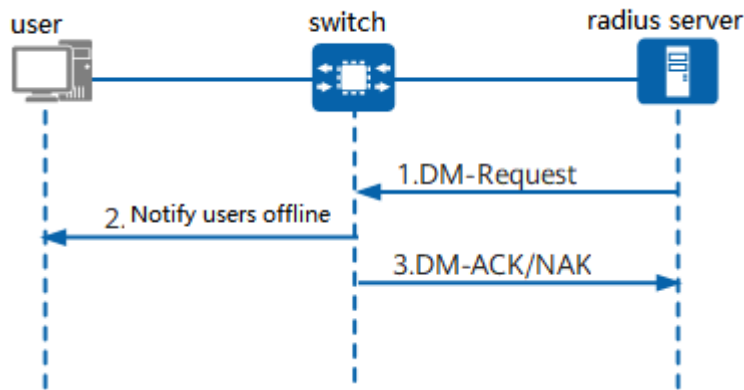 user
switch
radius server
1.DM-Request
2. Notify users offline
3.DM-ACK/NAK